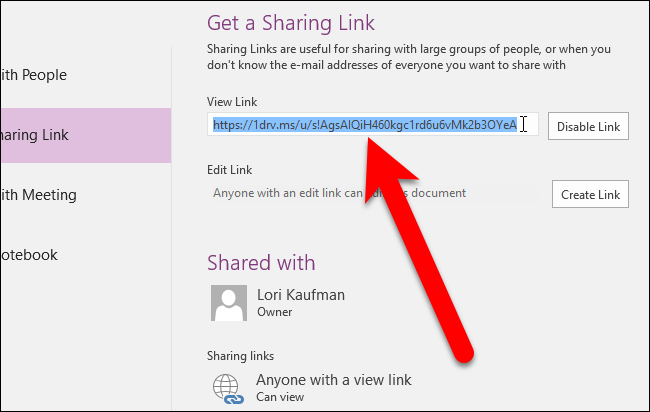 Get a Sharing Link
Sharing Links are useful for sharing with large groups of people, or when you
don't know the e-mail addresses of everyone you want to share with
ith People
View Link
https://1drv.ms/u/s!AgsAlQiH460kgc1rd6u6vMk2b3OYeA
Disable Link
haring Link
Edit Link
Anyone with an edit link can document
Create Link
ith Meeting
otebook
Shared with
Lori Kaufman
Owner
Sharing links
Anyone with a view link
Can view